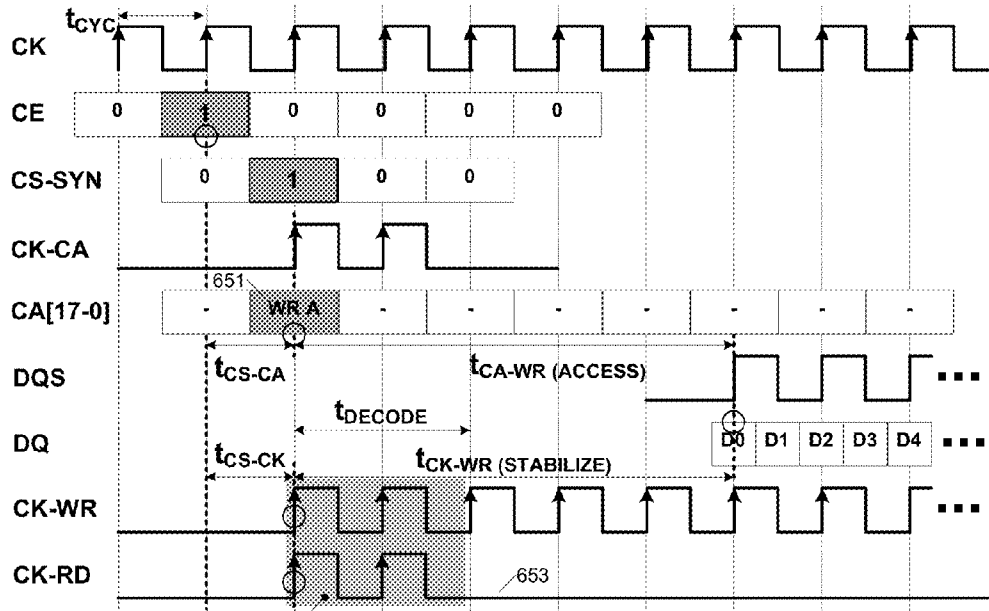 tCYC
CK
CE 0 1 0 0 0 0
CS-SYN 0 1 0 0
CK-CA
651
CA[17-0] - WR A - - - - - - -
tCS-CA tCA-WR (ACCESS)
DQS
tDECODE
DQ D0 D1 D2 D3 D4
tCS-CK tCK-WR (STABILIZE)
CK-WR
CK-RD 653